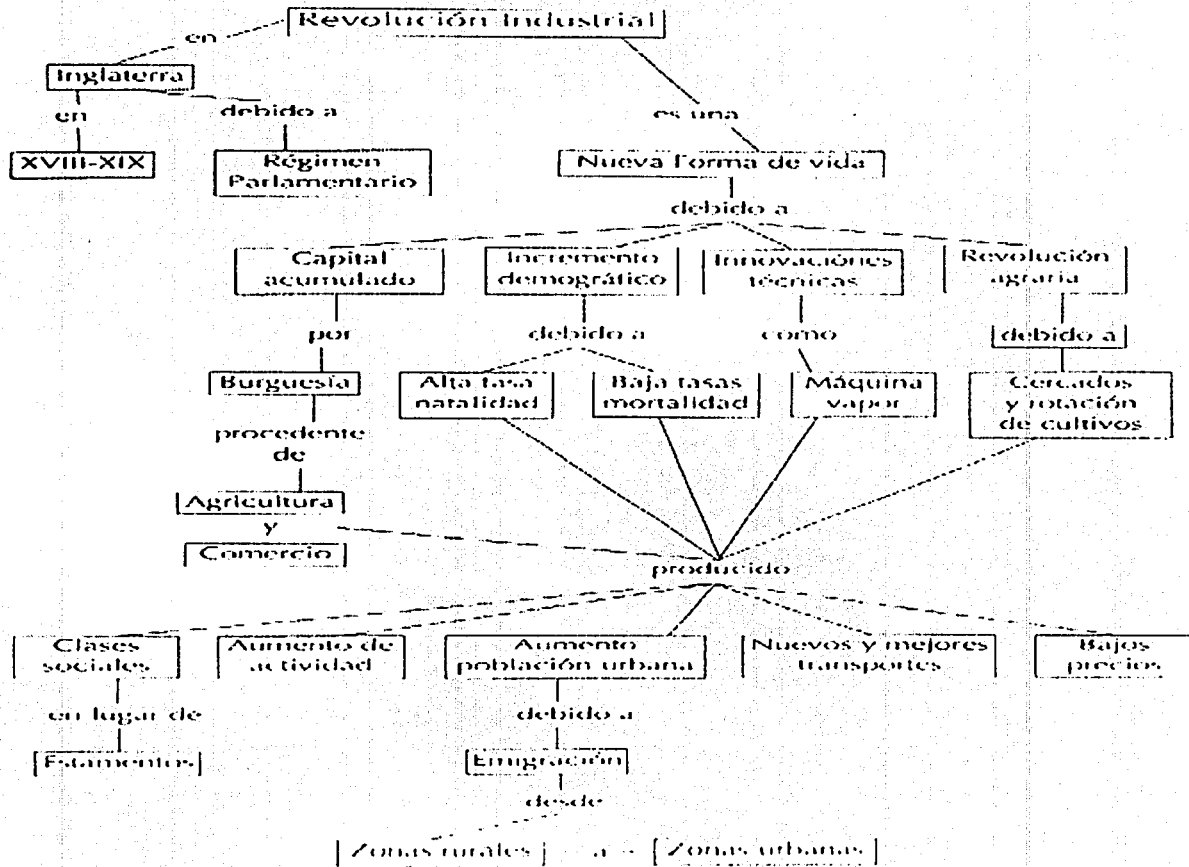 Revolución Industrial
en
Inglaterra
en
debido a
es una
XVIII-XIX
Régimen
Parlamentario
Nueva forma de vida
debido a
Capital
acumulado
Incremento
demográfico
Innovaciónes
técnicas
Revolución
agraria
por
debido a
como
debido a
Burguesía
Alta tasa
natalidad
Baja tasas
mortalidad
Máquina
vapor
Cercados
y rotación
de cultivos
procedente
de
Agricultura
y
Comercio
producido
Clases
sociales
Aumento de
actividad
Aumento
población urbana
Nuevos y mejores
transportes
Bajos
precios
en lugar de
debido a
Estamentos
Emigración
desde
Zonas rurales a Zonas urbanas